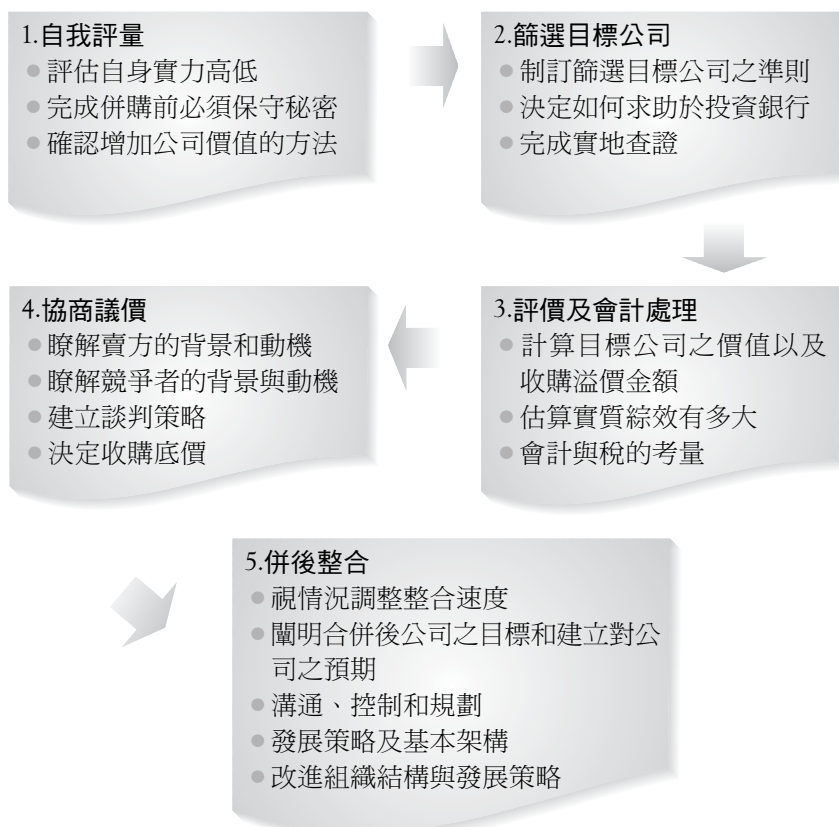 1.自我評量
評估自身實力高低
完成併購前必須保守秘密
確認增加公司價值的方法
2.篩選目標公司
制訂篩選目標公司之準則
決定如何求助於投資銀行
完成實地查證
3.評價及會計處理
計算目標公司之價值以及
收購溢價金額
估算實質綜效有多大
會計與稅的考量
4.協商議價
瞭解賣方的背景和動機
瞭解競爭者的背景與動機
建立談判策略
決定收購底價
5.併後整合
視情況調整整合速度
闡明合併後公司之目標和建立對公
司之預期
溝通、控制和規劃
發展策略及基本架構
改進組織結構與發展策略